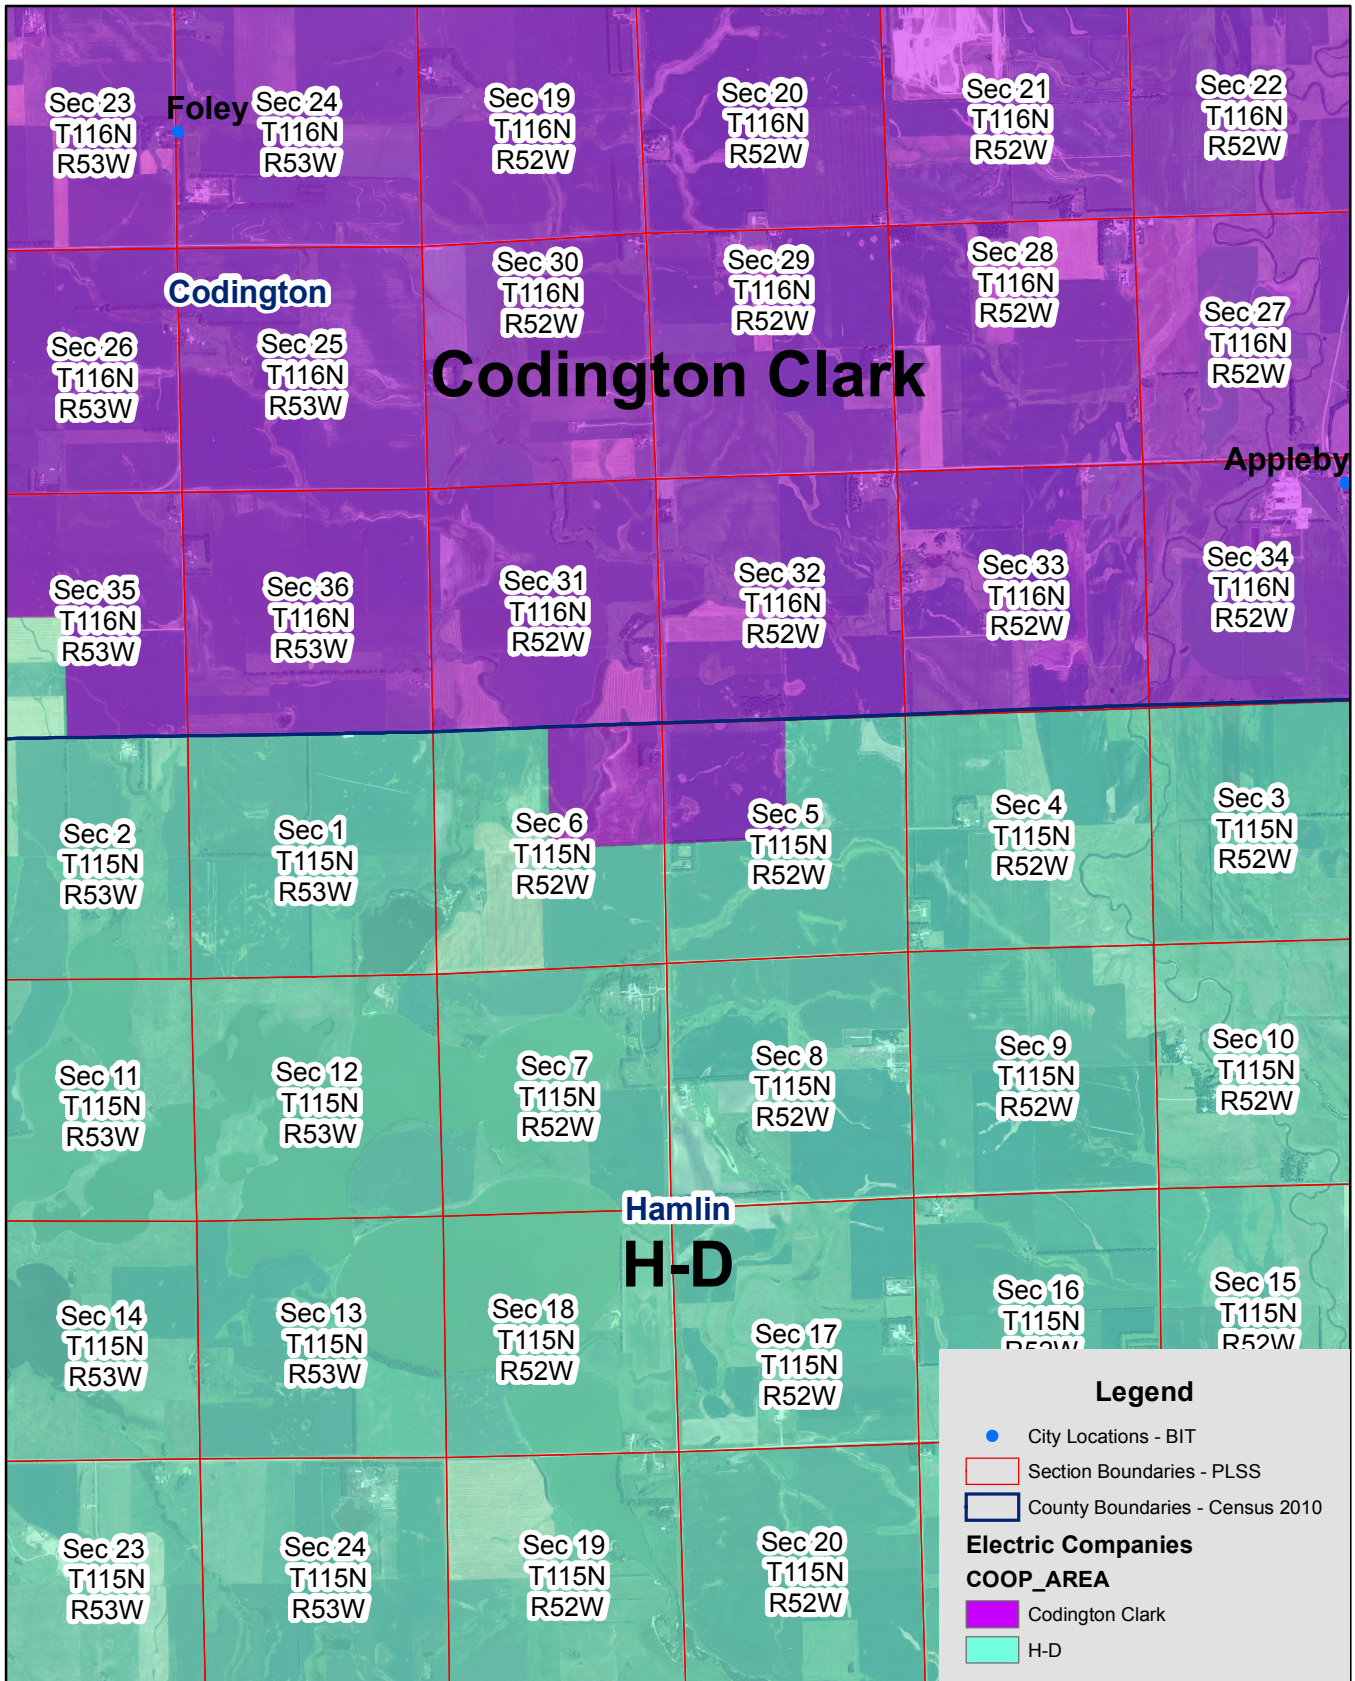 Sec 23
T116N
R53W
Foley
Sec 24
T116N
R53W
Sec 19
T116N
R52W
Sec 20
T116N
R52W
Sec 21
T116N
R52W
Sec 22
T116N
R52W
Codington
Sec 26
T116N
R53W
Sec 25
T116N
R53W
Sec 30
T116N
R52W
Sec 29
T116N
R52W
Sec 28
T116N
R52W
Sec 27
T116N
R52W
Codington Clark
Appleby
Sec 35
T116N
R53W
Sec 36
T116N
R53W
Sec 31
T116N
R52W
Sec 32
T116N
R52W
Sec 33
T116N
R52W
Sec 34
T116N
R52W
Sec 2
T115N
R53W
Sec 1
T115N
R53W
Sec 6
T115N
R52W
Sec 5
T115N
R52W
Sec 4
T115N
R52W
Sec 3
T115N
R52W
Sec 11
T115N
R53W
Sec 12
T115N
R53W
Sec 7
T115N
R52W
Sec 8
T115N
R52W
Sec 9
T115N
R52W
Sec 10
T115N
R52W
Hamlin
H-D
Sec 14
T115N
R53W
Sec 13
T115N
R53W
Sec 18
T115N
R52W
Sec 17
T115N
R52W
Sec 16
T115N
R52W
Sec 15
T115N
R52W
Sec 23
T115N
R53W
Sec 24
T115N
R53W
Sec 19
T115N
R52W
Sec 20
T115N
R52W
Legend
City Locations - BIT
Section Boundaries - PLSS
County Boundaries - Census 2010
Electric Companies
COOP_AREA
Codington Clark
H-D